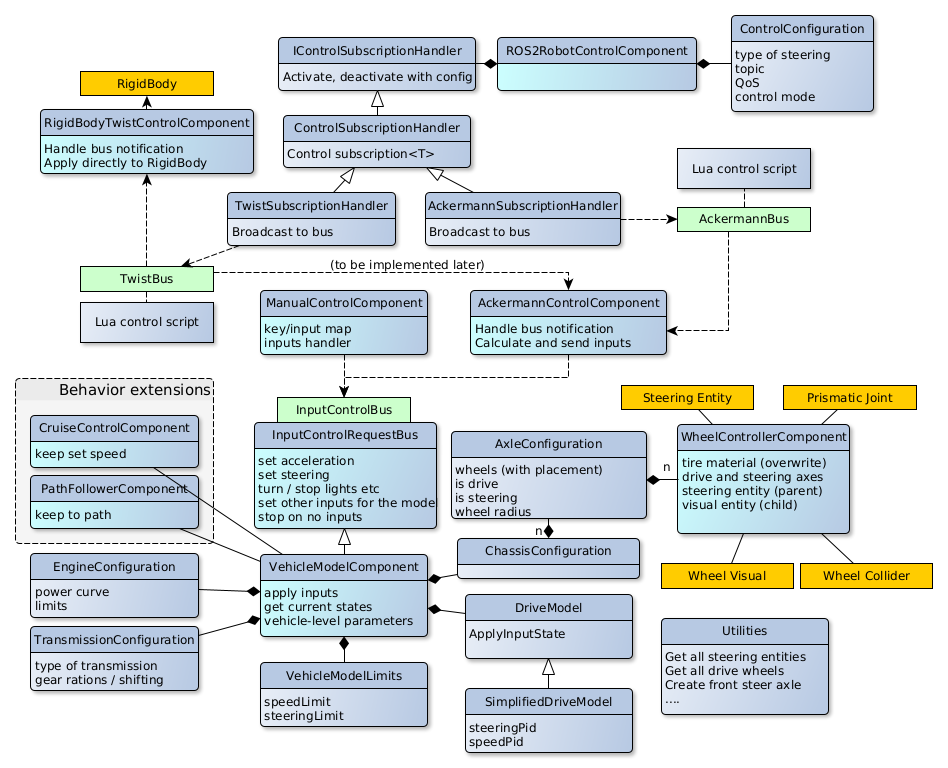 IControlSubscriptionHandler
Activate, deactivate with config
ROS2RobotControlComponent
ControlConfiguration
type of steering
topic
QoS
control mode
RigidBody
RigidBodyTwistControlComponent
Handle bus notification
Apply directly to RigidBody
ControlSubscriptionHandler
Control subscription<T>
Lua control script
TwistSubscriptionHandler
Broadcast to bus
AckermannSubscriptionHandler
Broadcast to bus
AckermannBus
TwistBus
(to be implemented later)
Lua control script
ManualControlComponent
key/input map
inputs handler
AckermannControlComponent
Handle bus notification
Calculate and send inputs
Behavior extensions
CruiseControlComponent
keep set speed
PathFollowerComponent
keep to path
InputControlBus
InputControlRequestBus
set acceleration
set steering
turn / stop lights etc
set other inputs for the model
stop on no inputs
AxleConfiguration
wheels (with placement)
is drive
is steering
wheel radius
n
n
Steering Entity
Prismatic Joint
WheelControllerComponent
tire material (overwrite)
drive and steering axes
steering entity (parent)
visual entity (child)
Wheel Visual
Wheel Collider
EngineConfiguration
power curve
limits
VehicleModelComponent
apply inputs
get current states
vehicle-level parameters
ChassisConfiguration
TransmissionConfiguration
type of transmission
gear rations / shifting
DriveModel
ApplyInputState
VehicleModelLimits
speedLimit
steeringLimit
SimplifiedDriveModel
steeringPid
speedPid
Utilities
Get all steering entities
Get all drive wheels
Create front steer axle
....